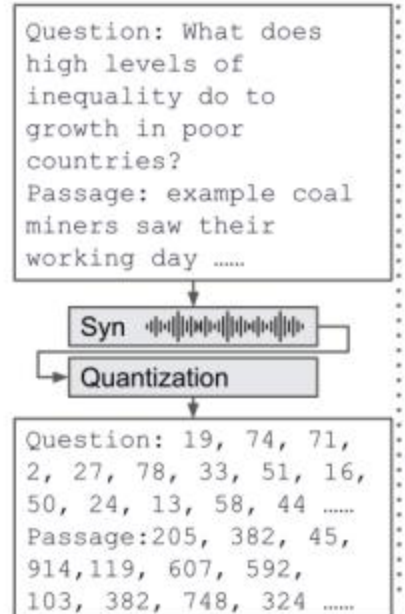 Question: What does
high levels of
inequality do to
growth in poor
countries?
Passage: example coal
miners saw their
working day ……
Syn
Quantization
Question: 19, 74, 71,
2, 27, 78, 33, 51, 16,
50, 24, 13, 58, 44 ……
Passage:205, 382, 45,
914,119, 607, 592,
103, 382, 748, 324 ……